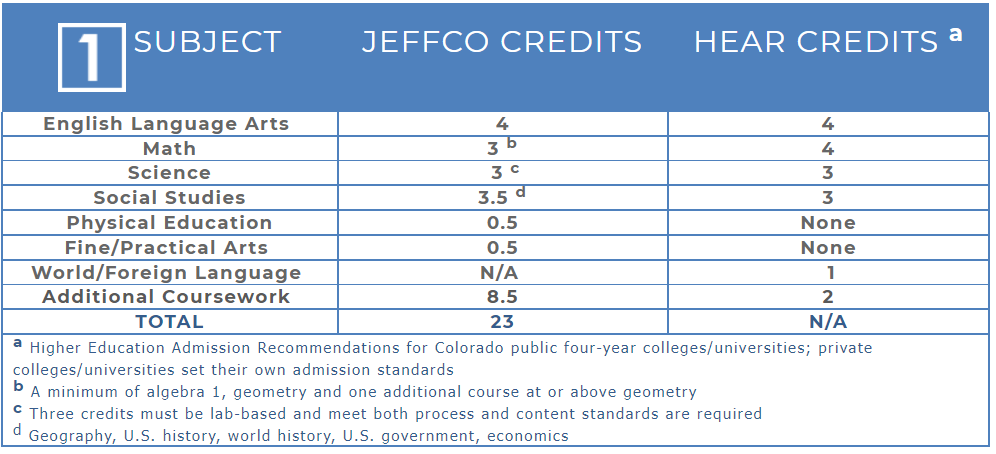 1 SUBJECT JEFFCO CREDITS HEAR CREDITS a
English Language Arts 4 4
Math 3 b 4
Science 3 c 3
Social Studies 3.5 d 3
Physical Education 0.5 None
Fine/Practical Arts 0.5 None
World/Foreign Language N/A 1
Additional Coursework 8.5 2
TOTAL 23 N/A
a Higher Education Admission Recommendations for Colorado public four-year colleges/universities; private
colleges/universities set their own admission standards
b A minimum of algebra 1, geometry and one additional course at or above geometry
c Three credits must be lab-based and meet both process and content standards are required
d Geography, U.S. history, world history, U.S. government, economics